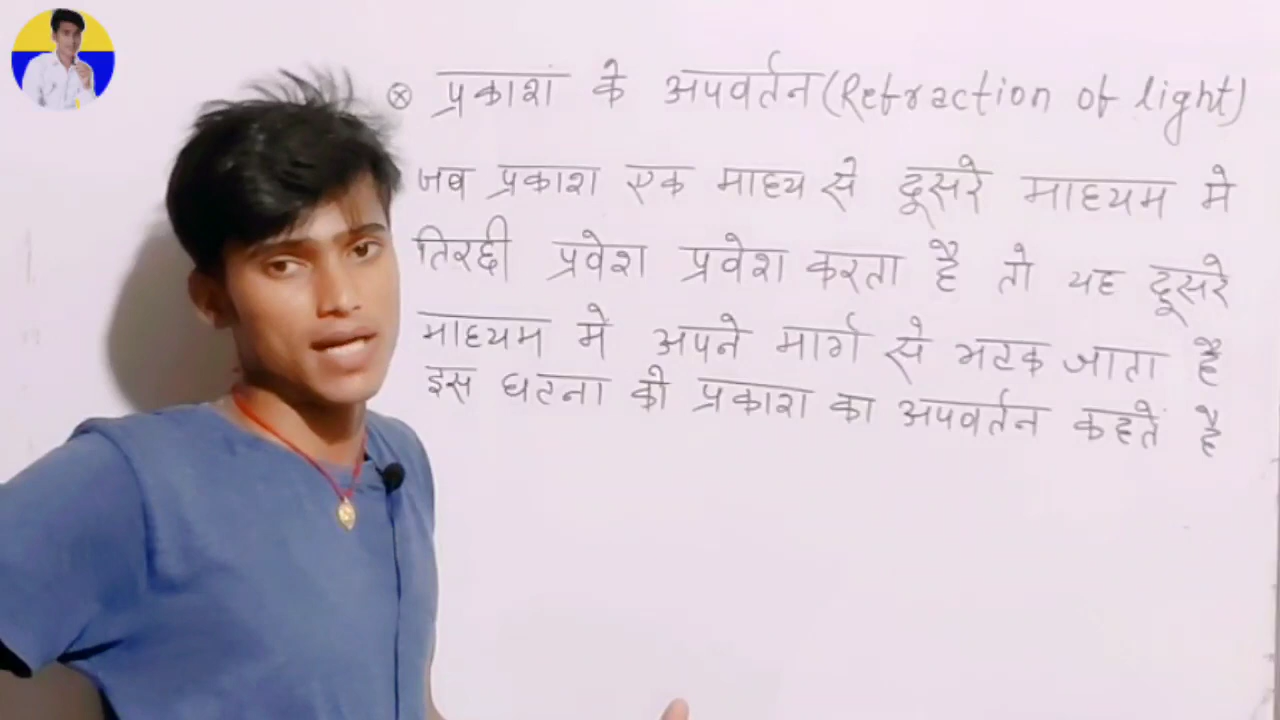 ⊗ प्रकाश के अपवर्तन (Refraction of light)
जब प्रकाश एक माध्य से दूसरे माध्यम मे
तिरछी प्रवेश प्रवेश करता है तो यह दूसरे
माध्यम में अपने मार्ग से भटक जाता है
इस घटना को प्रकाश का अपवर्तन कहतें है